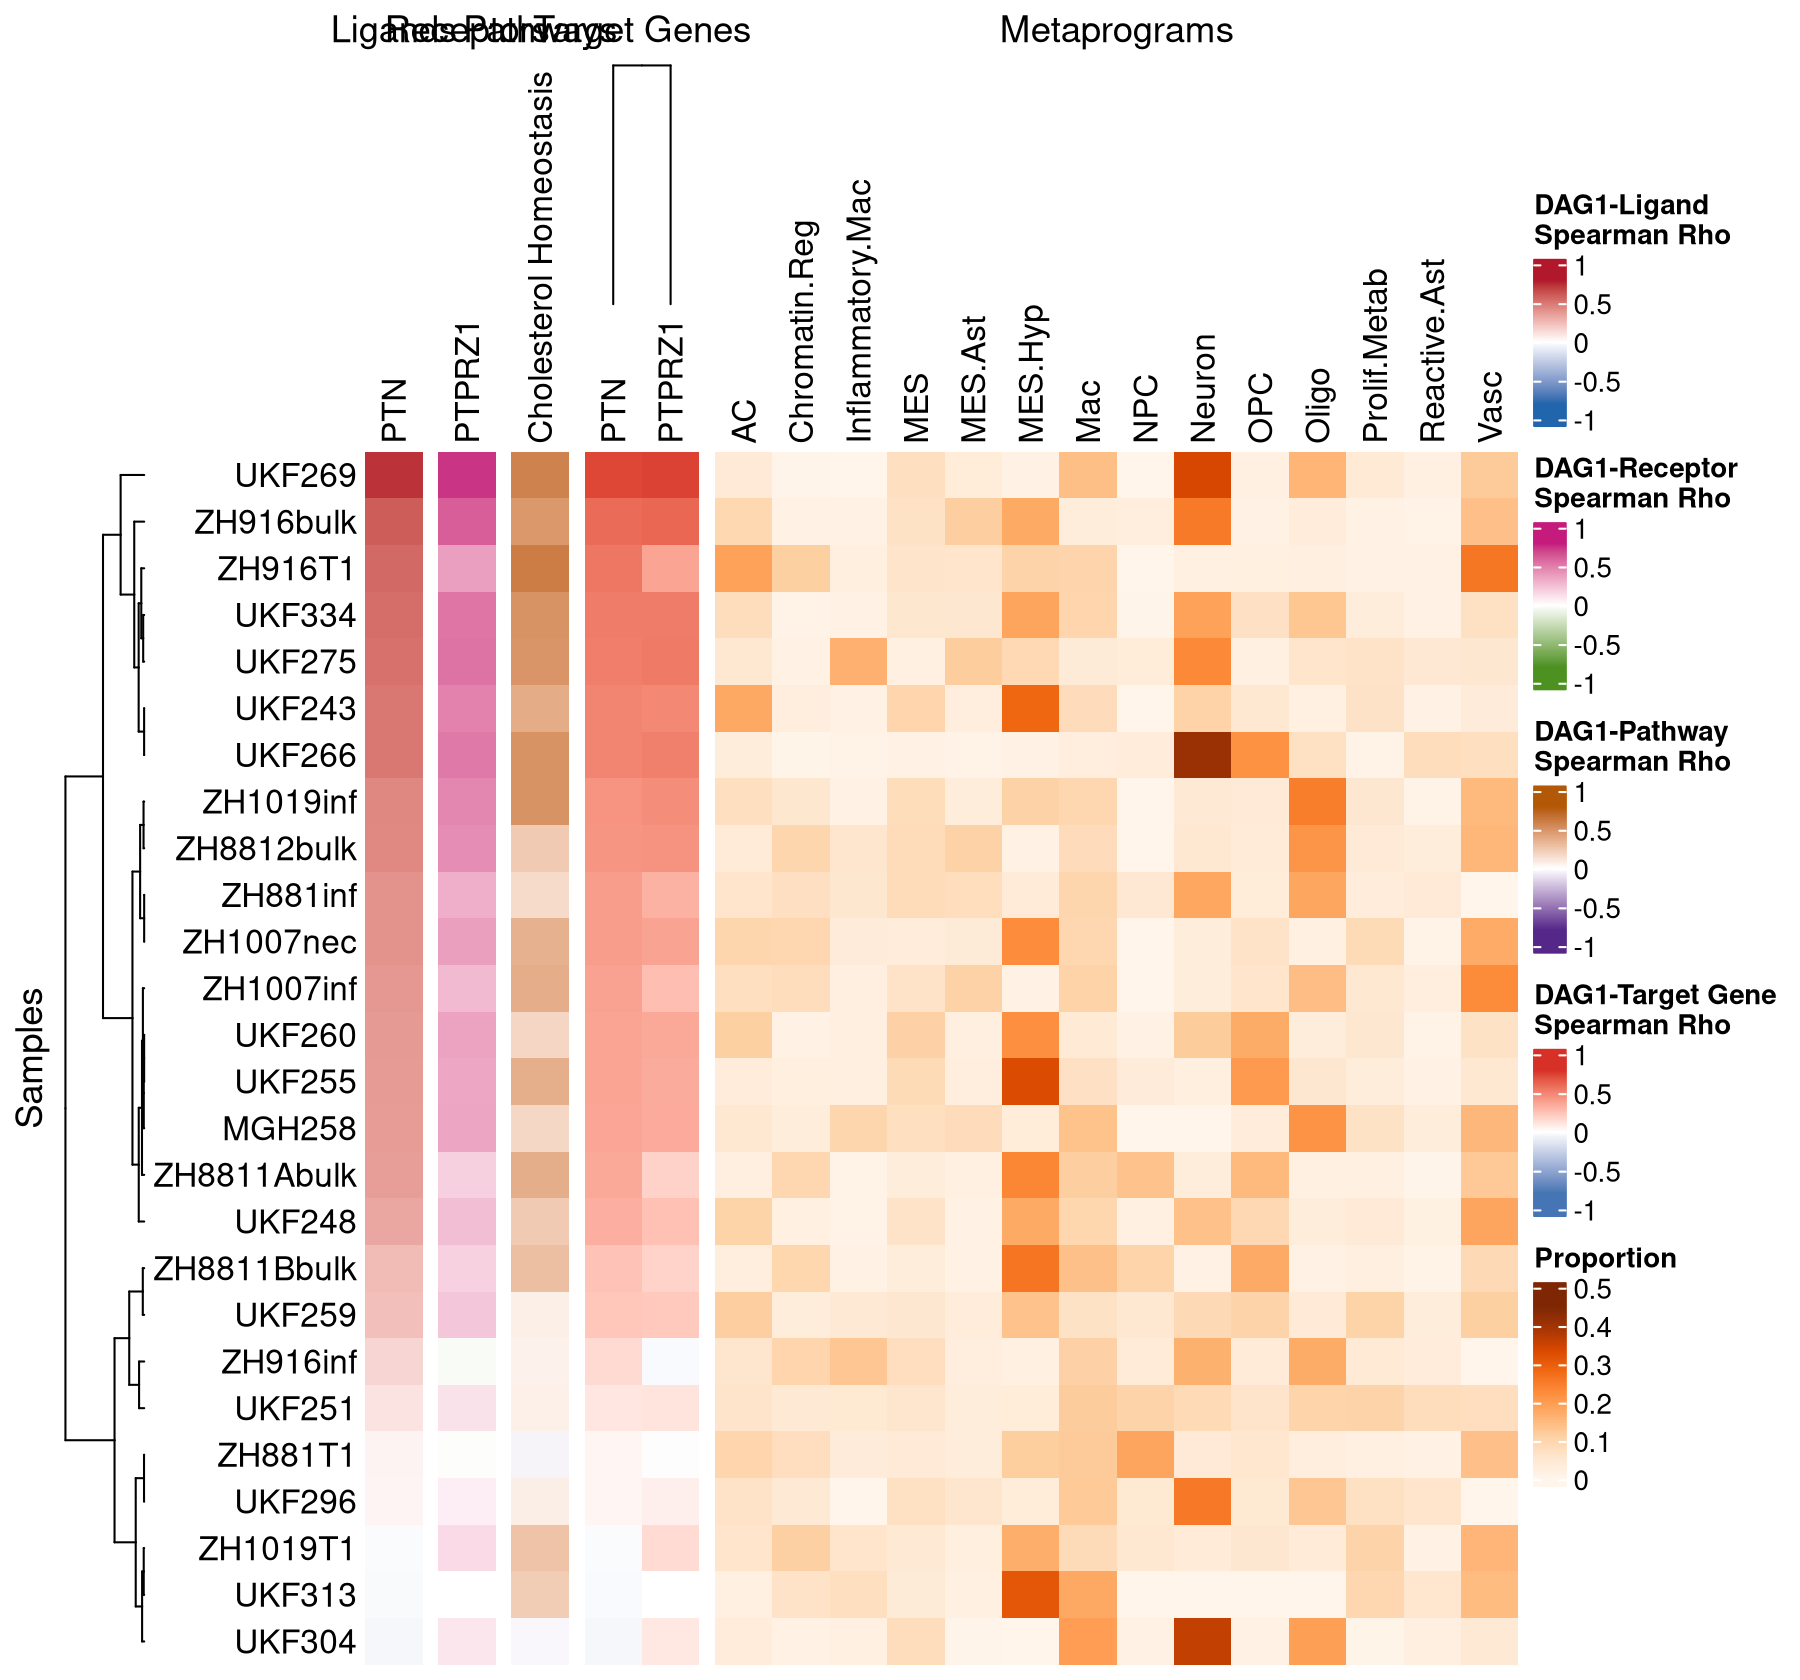 Ligands
Receptors
Pathways
Target Genes
Metaprograms
PTN
PTPRZ1
Cholesterol Homeostasis
PTN
PTPRZ1
AC
Chromatin.Reg
Inflammatory.Mac
MES
MES.Ast
MES.Hyp
Mac
NPC
Neuron
OPC
Oligo
Prolif.Metab
Reactive.Ast
Vasc
Samples
UKF269
ZH916bulk
ZH916T1
UKF334
UKF275
UKF243
UKF266
ZH1019inf
ZH8812bulk
ZH881inf
ZH1007nec
ZH1007inf
UKF260
UKF255
MGH258
ZH8811Abulk
UKF248
ZH8811Bbulk
UKF259
ZH916inf
UKF251
ZH881T1
UKF296
ZH1019T1
UKF313
UKF304
DAG1-Ligand
Spearman Rho
1
0.5
0
-0.5
-1
DAG1-Receptor
Spearman Rho
1
0.5
0
-0.5
-1
DAG1-Pathway
Spearman Rho
1
0.5
0
-0.5
-1
DAG1-Target Gene
Spearman Rho
1
0.5
0
-0.5
-1
Proportion
0.5
0.4
0.3
0.2
0.1
0